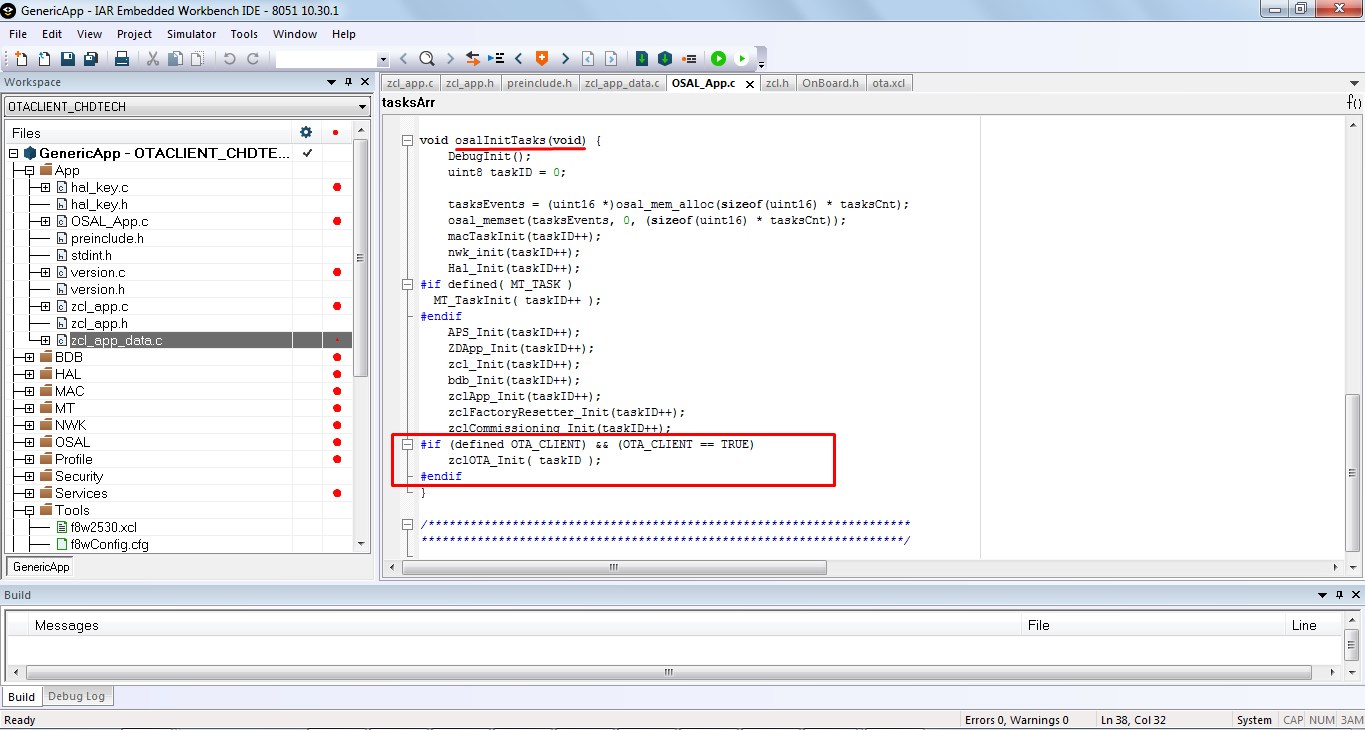 GenericApp - IAR Embedded Workbench IDE - 8051 10.30.1
File Edit View Project Simulator Tools Window Help
Workspace
OTACLIENT_CHDTECH
Files
GenericApp - OTACLIENT_CHDTE...
App
hal_key.c
hal_key.h
OSAL_App.c
preinclude.h
stdint.h
version.c
version.h
zcl_app.c
zcl_app.h
zcl_app_data.c
BDB
HAL
MAC
MT
NWK
OSAL
Profile
Security
Services
Tools
f8w2530.xcl
f8wConfig.cfg
GenericApp
zcl_app.c zcl_app.h preinclude.h zcl_app_data.c OSAL_App.c zcl.h OnBoard.h ota.xcl
tasksArr
f()
void osalInitTasks(void) {
DebugInit();
uint8 taskID = 0;
tasksEvents = (uint16 *)osal_mem_alloc(sizeof(uint16) * tasksCnt);
osal_memset(tasksEvents, 0, (sizeof(uint16) * tasksCnt));
macTaskInit(taskID++);
nwk_init(taskID++);
Hal_Init(taskID++);
#if defined( MT_TASK )
MT_TaskInit( taskID++ );
#endif
APS_Init(taskID++);
ZDApp_Init(taskID++);
zcl_Init(taskID++);
bdb_Init(taskID++);
zclApp_Init(taskID++);
zclFactoryResetter_Init(taskID++);
zclCommissioning_Init(taskID++);
#if (defined OTA_CLIENT) && (OTA_CLIENT == TRUE)
zclOTA_Init( taskID );
#endif
}
/*********************************************************************
*********************************************************************/
Build
Messages File Line
Build Debug Log
Ready Errors 0, Warnings 0 Ln 38, Col 32 System CAP NUM 3AM